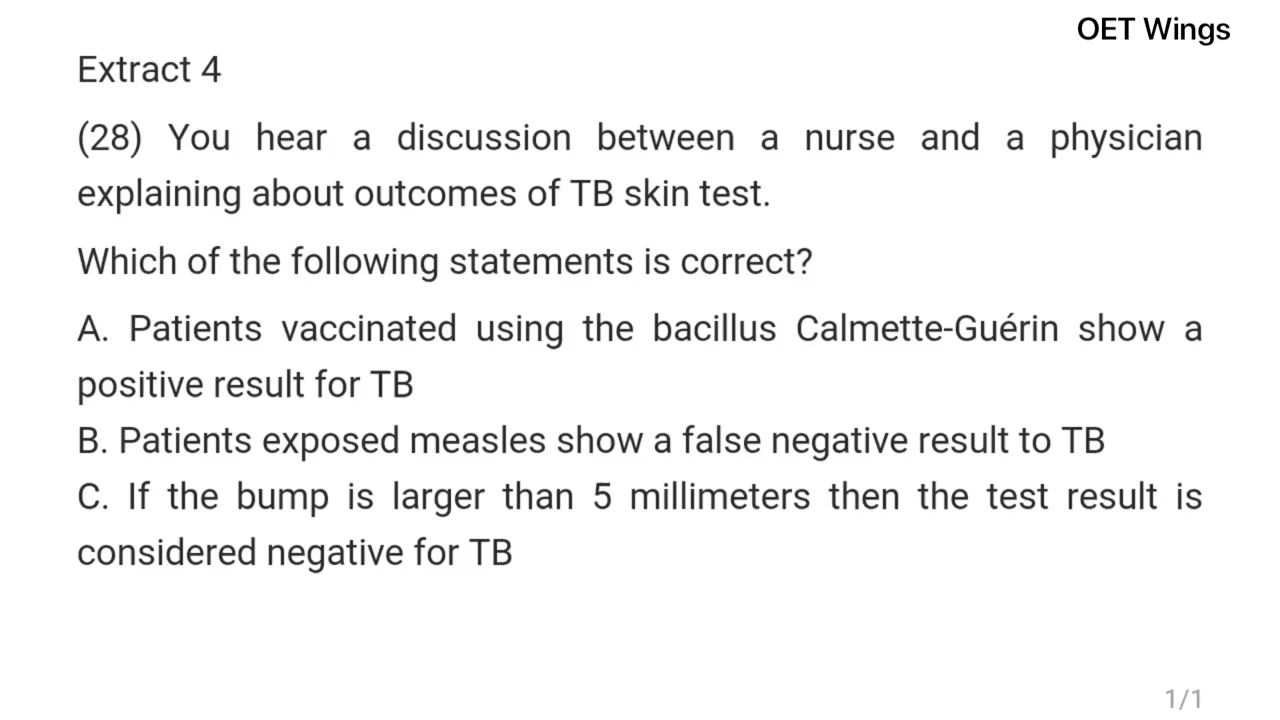 OET Wings
Extract 4
(28) You hear a discussion between a nurse and a physician
explaining about outcomes of TB skin test.
Which of the following statements is correct?
A. Patients vaccinated using the bacillus Calmette-Guérin show a
positive result for TB
B. Patients exposed measles show a false negative result to TB
C. If the bump is larger than 5 millimeters then the test result is
considered negative for TB
1/1